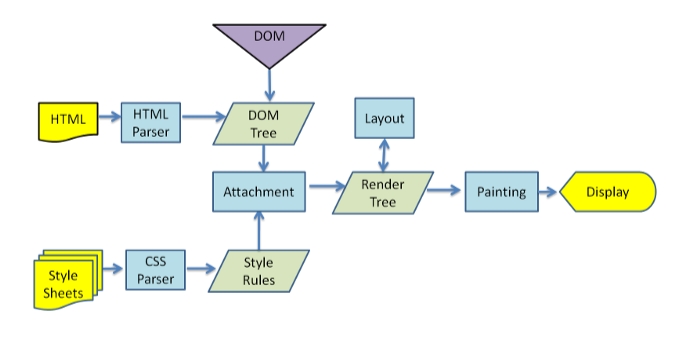 DOM
HTML
HTML
Parser
DOM
Tree
Layout
Attachment
Render
Tree
Painting
Display
Style
Sheets
CSS
Parser
Style
Rules